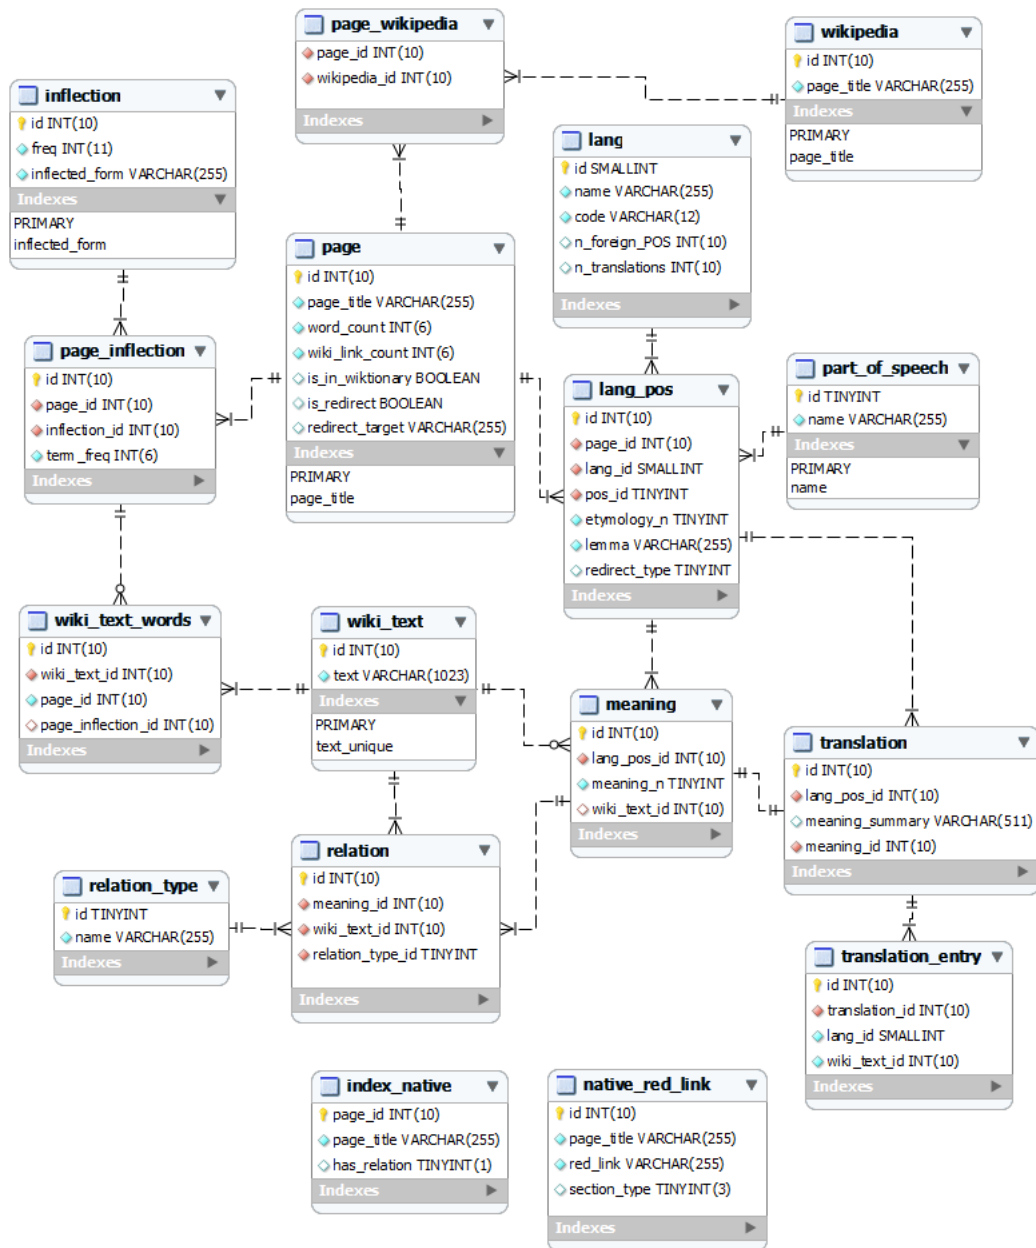 page_wikipedia
page_id INT(10)
wikipedia_id INT(10)
Indexes
wikipedia
id INT(10)
page_title VARCHAR(255)
Indexes
PRIMARY
page_title
inflection
id INT(10)
freq INT(11)
inflected_form VARCHAR(255)
Indexes
PRIMARY
inflected_form
lang
id SMALLINT
name VARCHAR(255)
code VARCHAR(12)
n_foreign_POS INT(10)
n_translations INT(10)
Indexes
page
id INT(10)
page_title VARCHAR(255)
word_count INT(6)
wiki_link_count INT(6)
is_in_wiktionary BOOLEAN
is_redirect BOOLEAN
redirect_target VARCHAR(255)
Indexes
PRIMARY
page_title
page_inflection
id INT(10)
page_id INT(10)
inflection_id INT(10)
term_freq INT(6)
Indexes
lang_pos
id INT(10)
page_id INT(10)
lang_id SMALLINT
pos_id TINYINT
etymology_n TINYINT
lemma VARCHAR(255)
redirect_type TINYINT
Indexes
part_of_speech
id TINYINT
name VARCHAR(255)
Indexes
PRIMARY
name
wiki_text_words
id INT(10)
wiki_text_id INT(10)
page_id INT(10)
page_inflection_id INT(10)
Indexes
wiki_text
id INT(10)
text VARCHAR(1023)
Indexes
PRIMARY
text_unique
meaning
id INT(10)
lang_pos_id INT(10)
meaning_n TINYINT
wiki_text_id INT(10)
Indexes
translation
id INT(10)
lang_pos_id INT(10)
meaning_summary VARCHAR(511)
meaning_id INT(10)
Indexes
relation_type
id TINYINT
name VARCHAR(255)
Indexes
relation
id INT(10)
meaning_id INT(10)
wiki_text_id INT(10)
relation_type_id TINYINT
Indexes
translation_entry
id INT(10)
translation_id INT(10)
lang_id SMALLINT
wiki_text_id INT(10)
Indexes
index_native
page_id INT(10)
page_title VARCHAR(255)
has_relation TINYINT(1)
Indexes
native_red_link
id INT(10)
page_title VARCHAR(255)
red_link VARCHAR(255)
section_type TINYINT(3)
Indexes